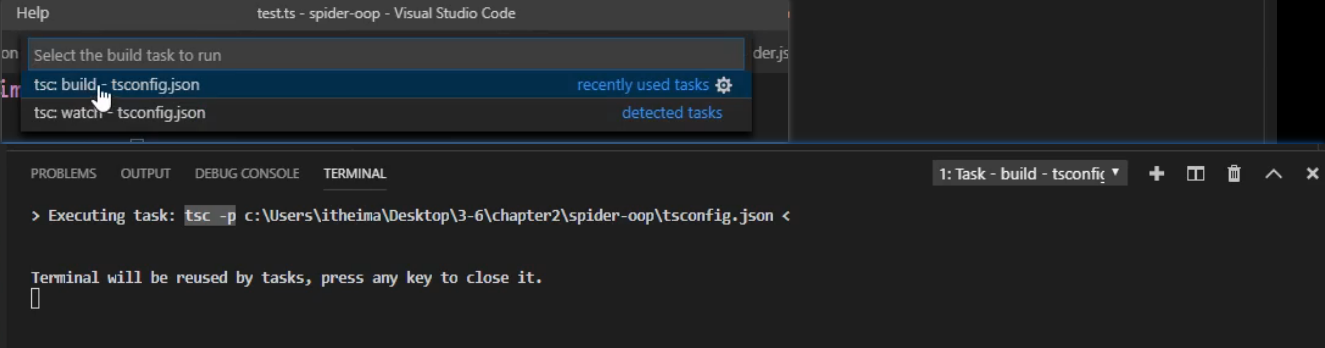 Help test.ts - spider-oop - Visual Studio Code
on Select the build task to run der.js
im tsc: build - tsconfig.json recently used tasks
tsc: watch - tsconfig.json detected tasks
PROBLEMS OUTPUT DEBUG CONSOLE TERMINAL 1: Task - build - tsconfig
> Executing task: tsc -p c:\Users\itheima\Desktop\3-6\chapter2\spider-oop\tsconfig.json <
Terminal will be reused by tasks, press any key to close it.